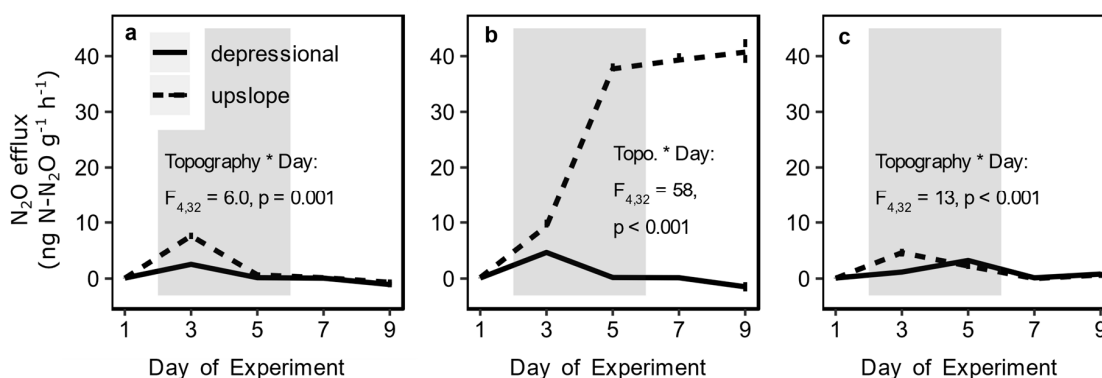 N₂O efflux
(ng N-N₂O g⁻¹ h⁻¹)
40
30
20
10
0
a
depressional
upslope
Topography * Day:
F₄,₃₂ = 6.0, p = 0.001
1 3 5 7 9
Day of Experiment
40
30
20
10
0
b
Topo. * Day:
F₄,₃₂ = 58,
p < 0.001
1 3 5 7 9
Day of Experiment
40
30
20
10
0
c
Topography * Day:
F₄,₃₂ = 13, p < 0.001
1 3 5 7 9
Day of Experiment